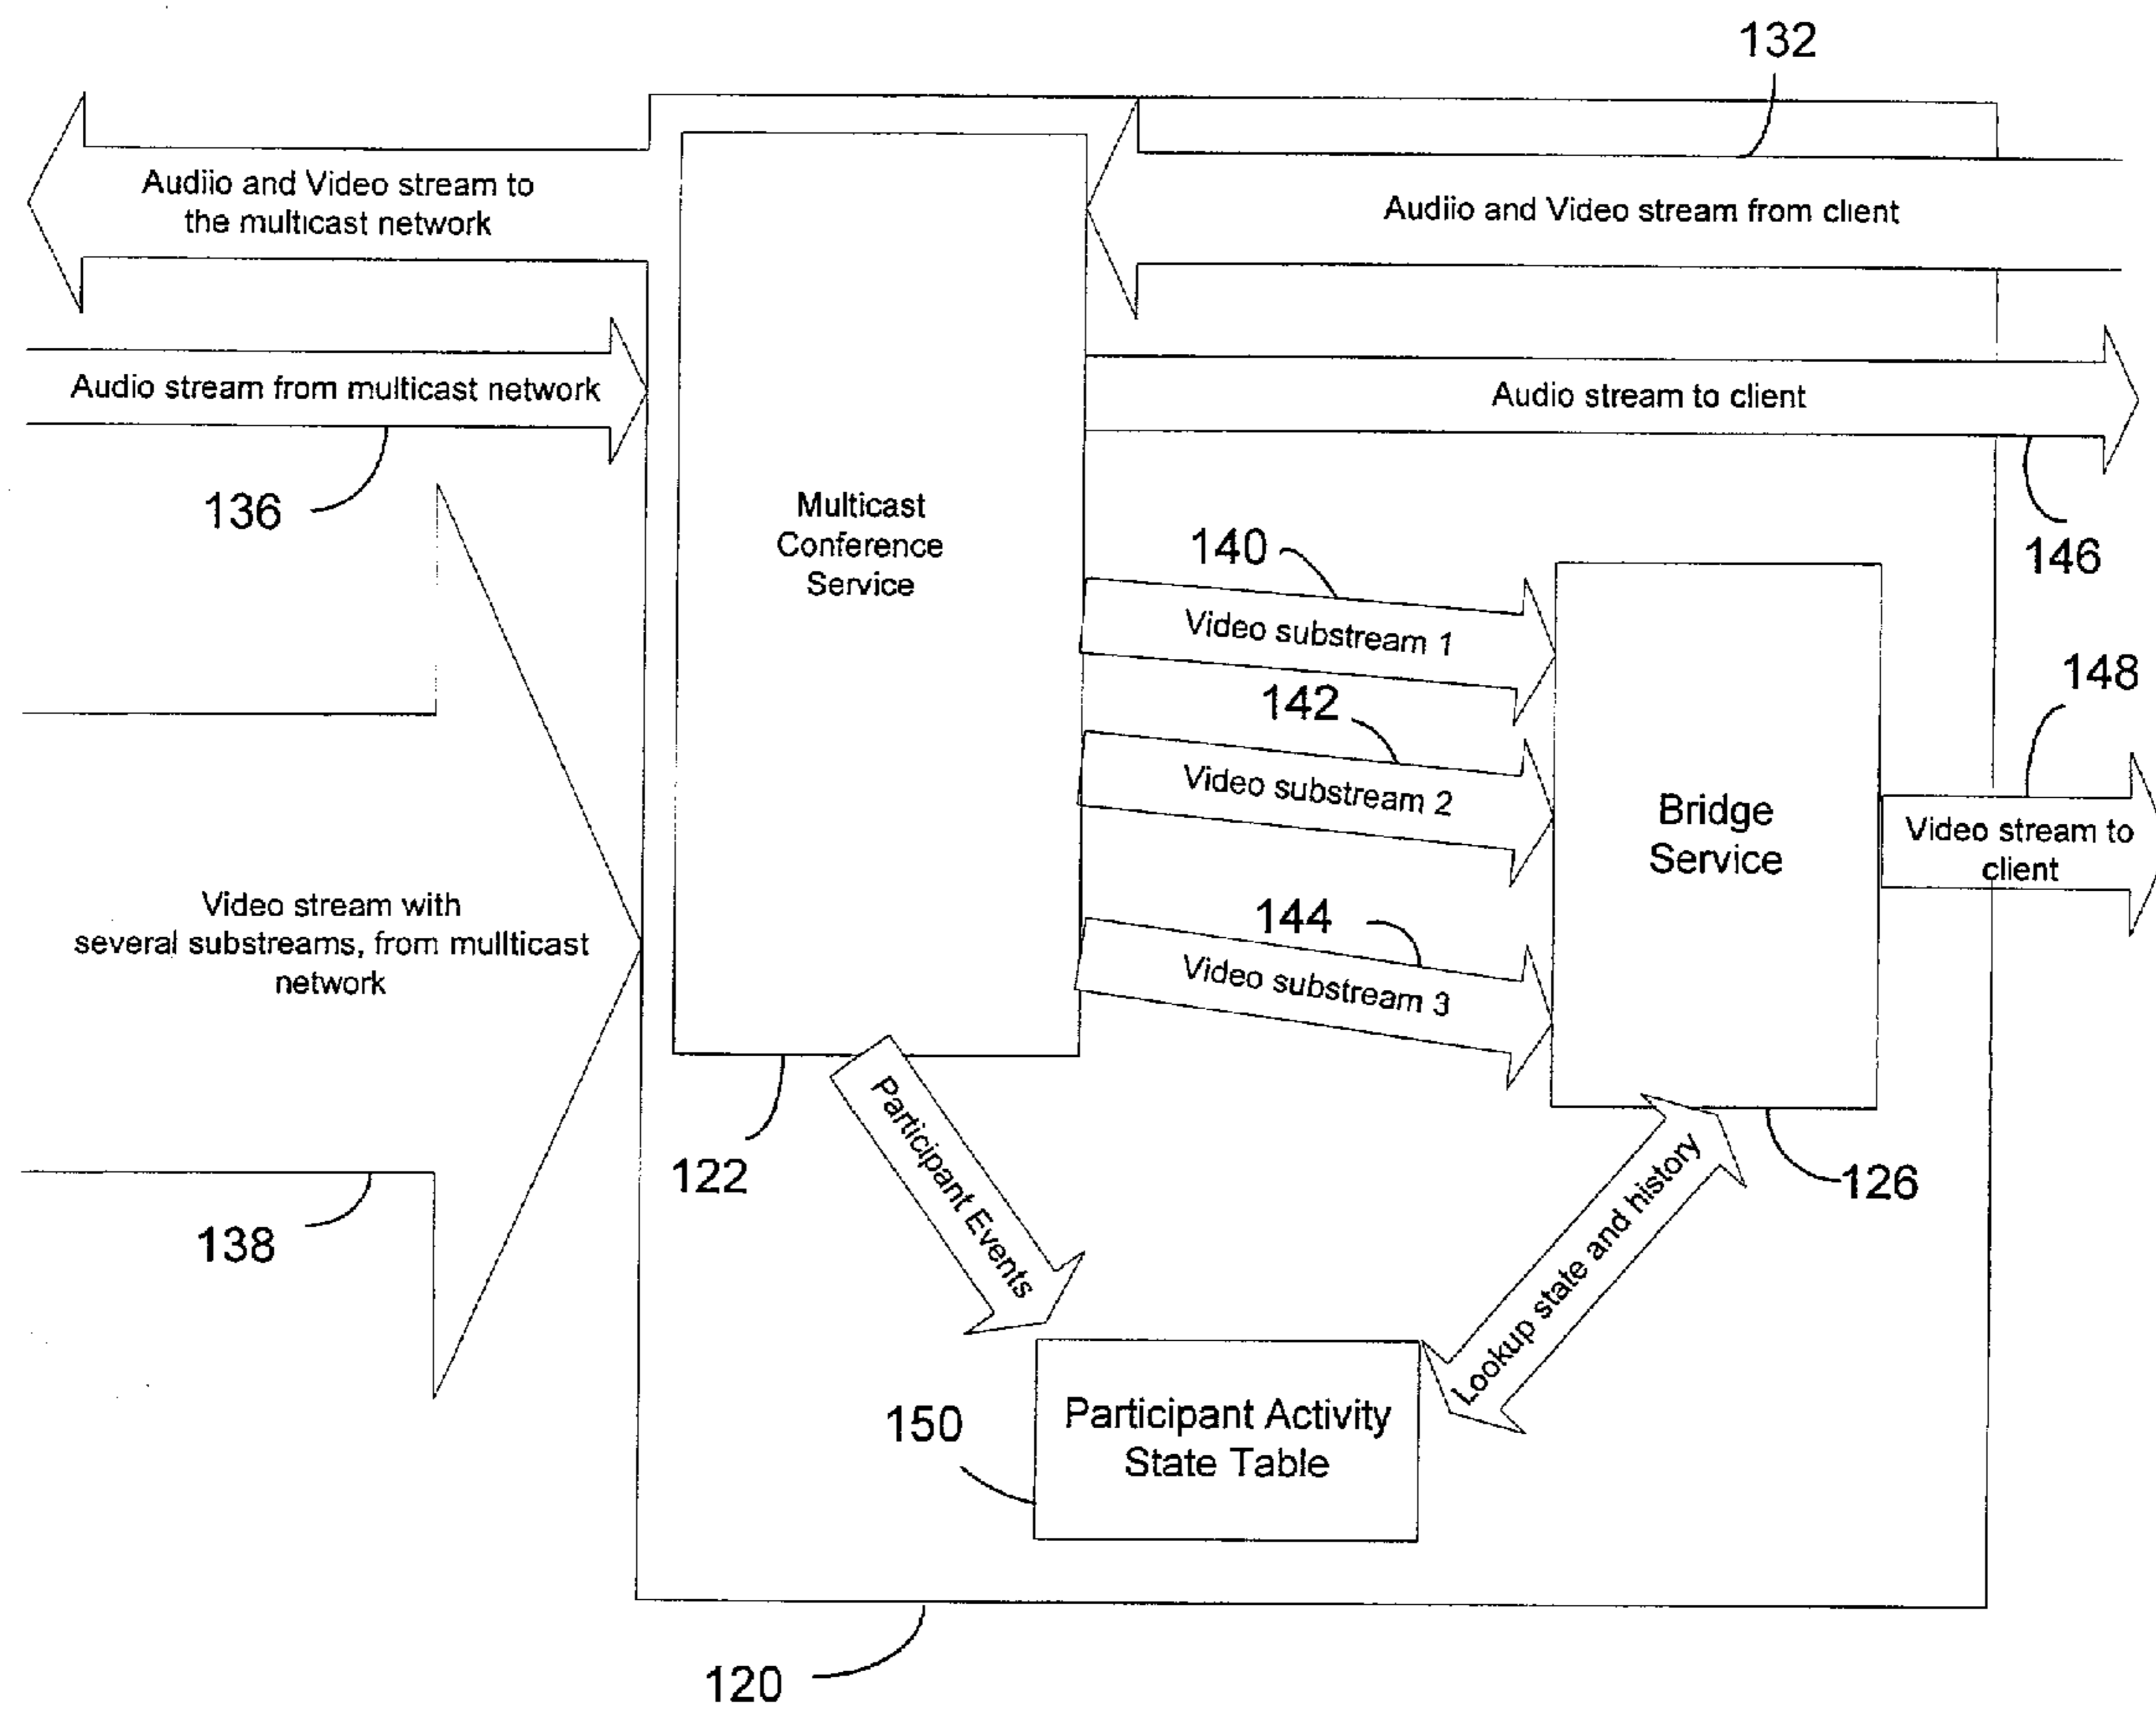 132
Audiio and Video stream to
the multicast network
Audiio and Video stream from client
Audio stream from multicast network
Audio stream to client
136
146
Multicast
Conference
Service
140
Video substream 1
142
Video substream 2
144
Video substream 3
Bridge
Service
148
Video stream to
client
Video stream with
several substreams, from mullticast
network
138
122
126
Participant Events
Lookup state and history
150
Participant Activity
State Table
120